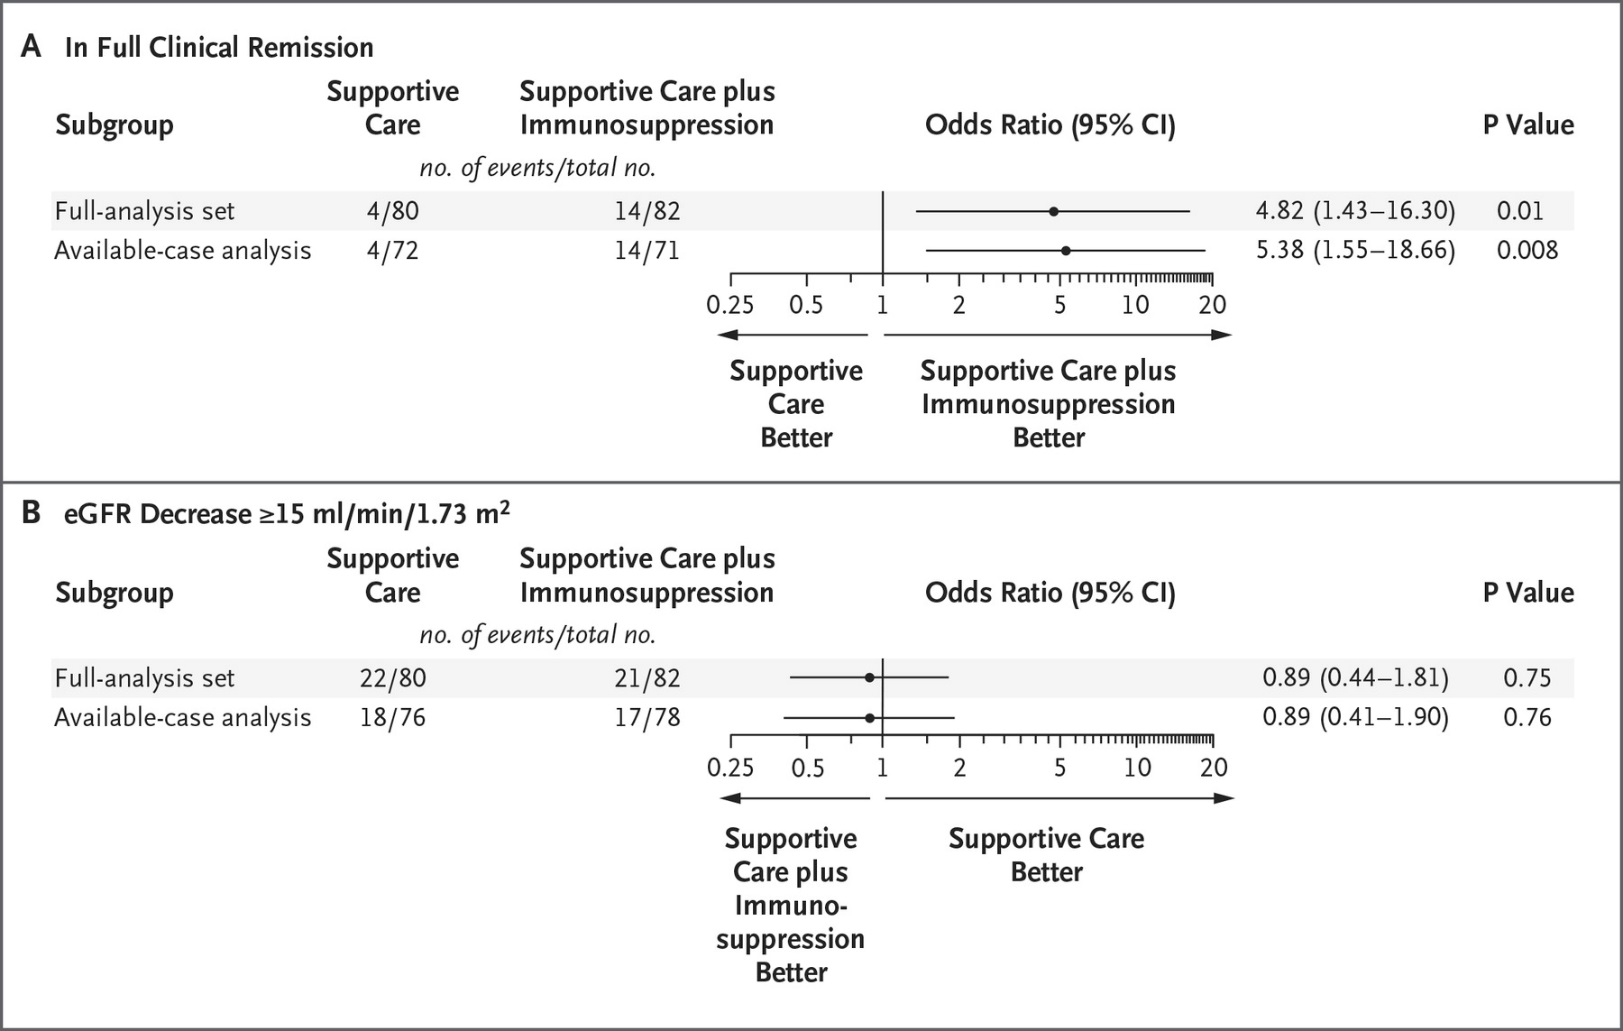 A In Full Clinical Remission
Supportive Supportive Care plus
Subgroup Care Immunosuppression Odds Ratio (95% CI) P Value
no. of events/total no.
Full-analysis set 4/80 14/82 4.82 (1.43–16.30) 0.01
Available-case analysis 4/72 14/71 5.38 (1.55–18.66) 0.008
0.25 0.5 1 2 5 10 20
Supportive Supportive Care plus
Care Immunosuppression
Better Better
B eGFR Decrease ≥15 ml/min/1.73 m²
Supportive Supportive Care plus
Subgroup Care Immunosuppression Odds Ratio (95% CI) P Value
no. of events/total no.
Full-analysis set 22/80 21/82 0.89 (0.44–1.81) 0.75
Available-case analysis 18/76 17/78 0.89 (0.41–1.90) 0.76
0.25 0.5 1 2 5 10 20
Supportive Supportive Care
Care plus Better
Immuno-
suppression
Better